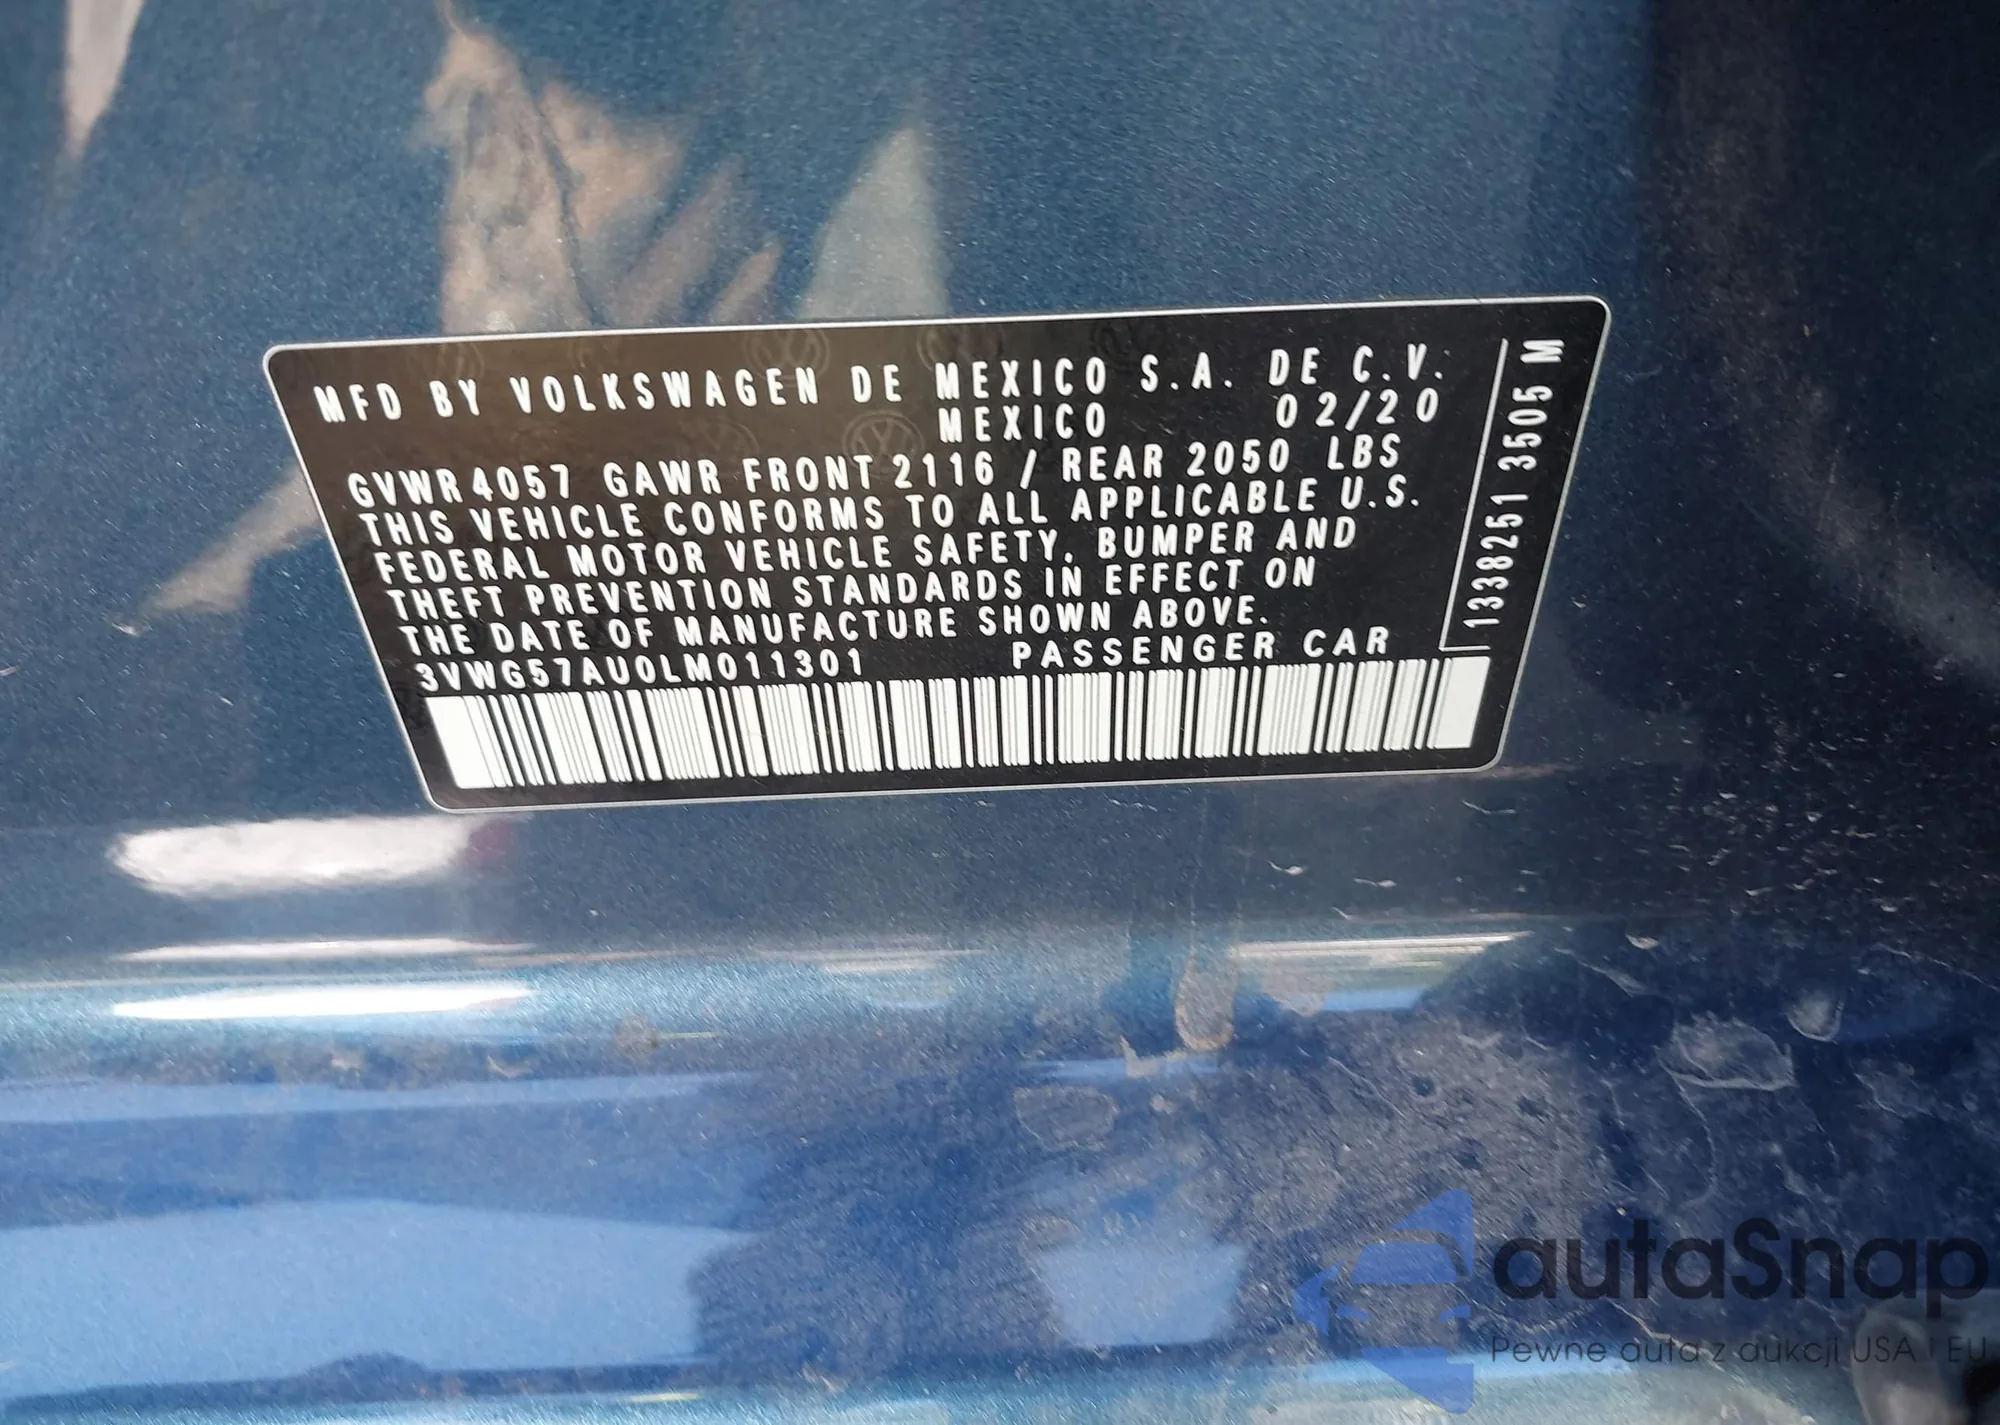 MFD BY VOLKSWAGEN DE MEXICO S.A. DE C.V.
MEXICO 02/20
GVWR 4057 GAWR FRONT 2116 / REAR 2050 LBS
THIS VEHICLE CONFORMS TO ALL APPLICABLE U.S.
FEDERAL MOTOR VEHICLE SAFETY, BUMPER AND
THEFT PREVENTION STANDARDS IN EFFECT ON
THE DATE OF MANUFACTURE SHOWN ABOVE.
3VWG57AU0LM011301 PASSENGER CAR
1338251 3505 M
autaSnap
Pewne auta z aukcji USA i EU